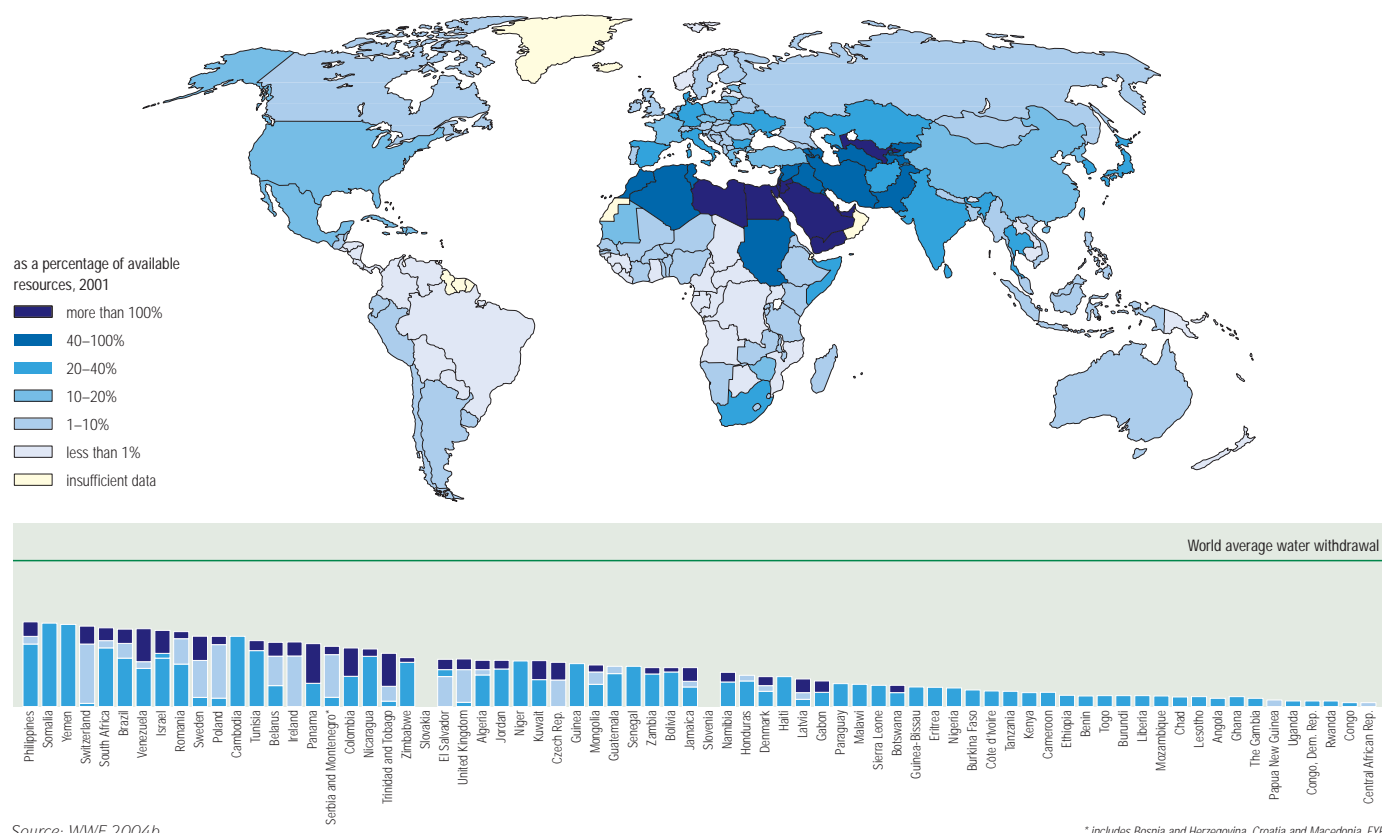 as a percentage of available
resources, 2001
more than 100%
40–100%
20–40%
10–20%
1–10%
less than 1%
insufficient data
World average water withdrawal
Philippines
Somalia
Yemen
Switzerland
South Africa
Brazil
Venezuela
Israel
Romania
Sweden
Poland
Cambodia
Tunisia
Belarus
Ireland
Panama
Serbia and Montenegro*
Colombia
Nicaragua
Trinidad and Tobago
Zimbabwe
Slovakia
El Salvador
United Kingdom
Algeria
Jordan
Niger
Kuwait
Czech Rep.
Guinea
Mongolia
Guatemala
Senegal
Zambia
Bolivia
Jamaica
Slovenia
Namibia
Honduras
Denmark
Haiti
Latvia
Gabon
Paraguay
Malawi
Sierra Leone
Botswana
Guinea-Bissau
Eritrea
Nigeria
Burkina Faso
Côte d'Ivoire
Tanzania
Kenya
Cameroon
Ethiopia
Benin
Togo
Burundi
Liberia
Mozambique
Chad
Lesotho
Angola
Ghana
The Gambia
Papua New Guinea
Uganda
Congo, Dem. Rep.
Rwanda
Congo
Central African Rep.
Source: WWF 2004b
* includes Bosnia and Herzegovina, Croatia and Macedonia, FYR